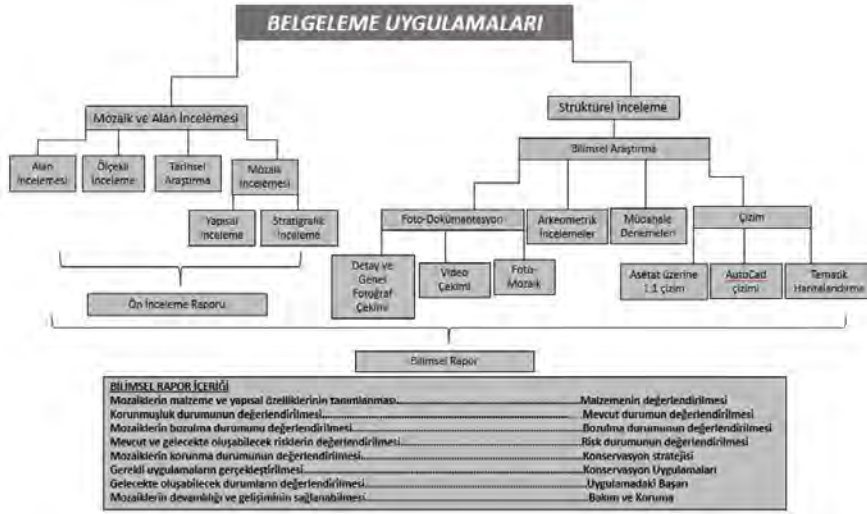 BELGELEME UYGULAMALARI
Mozaik ve Alan İncelemesi
Alan
İncelemesi
Ölçekli
İnceleme
Tarihsel
Araştırma
Mozaik
İncelemesi
Yapısal
İnceleme
Stratigrafik
İnceleme
Ön İnceleme Raporu
Strüktürel İnceleme
Bilimsel Araştırma
Foto-Dokümantasyon
Arkeometrik
İncelemeler
Müdahale
Denemeleri
Çizim
Detay ve
Genel
Fotoğraf
Çekimi
Video
Çekimi
Foto-
Mozaik
Asetat üzerine
1:1 çizim
AutoCad
çizimi
Tematik
Haritalandırma
Bilimsel Rapor
BİLİMSEL RAPOR İÇERİĞİ
Mozaiklerin malzeme ve yapısal özelliklerinin tanımlanması........Malzemenin değerlendirilmesi
Korunmuşluk durumunun değerlendirilmesi........Mevcut durumun değerlendirilmesi
Mozaiklerin bozulma durumunu değerlendirilmesi........Bozulma durumunun değerlendirilmesi
Mevcut ve gelecekte oluşabilecek risklerin değerlendirilmesi........Risk durumunun değerlendirilmesi
Mozaiklerin korunma durumunun değerlendirilmesi........Konservasyon stratejisi
Gerekli uygulamaların gerçekleştirilmesi........Konservasyon Uygulamaları
Gelecekte oluşabilecek durumların değerlendirilmesi........Uygulamadaki Başarı
Mozaiklerin devamlılığı ve gelişiminin sağlanabilmesi........Bakım ve Koruma